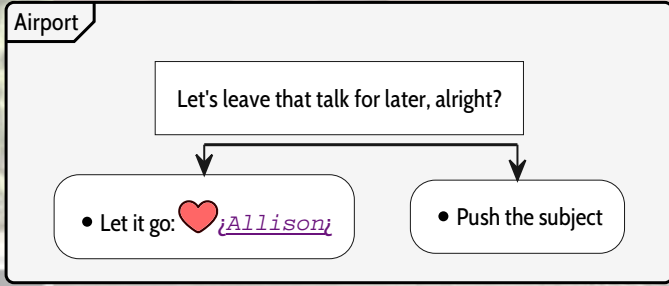 Airport
Let's leave that talk for later, alright?
• Let it go: ❤¿Allison¿
• Push the subject